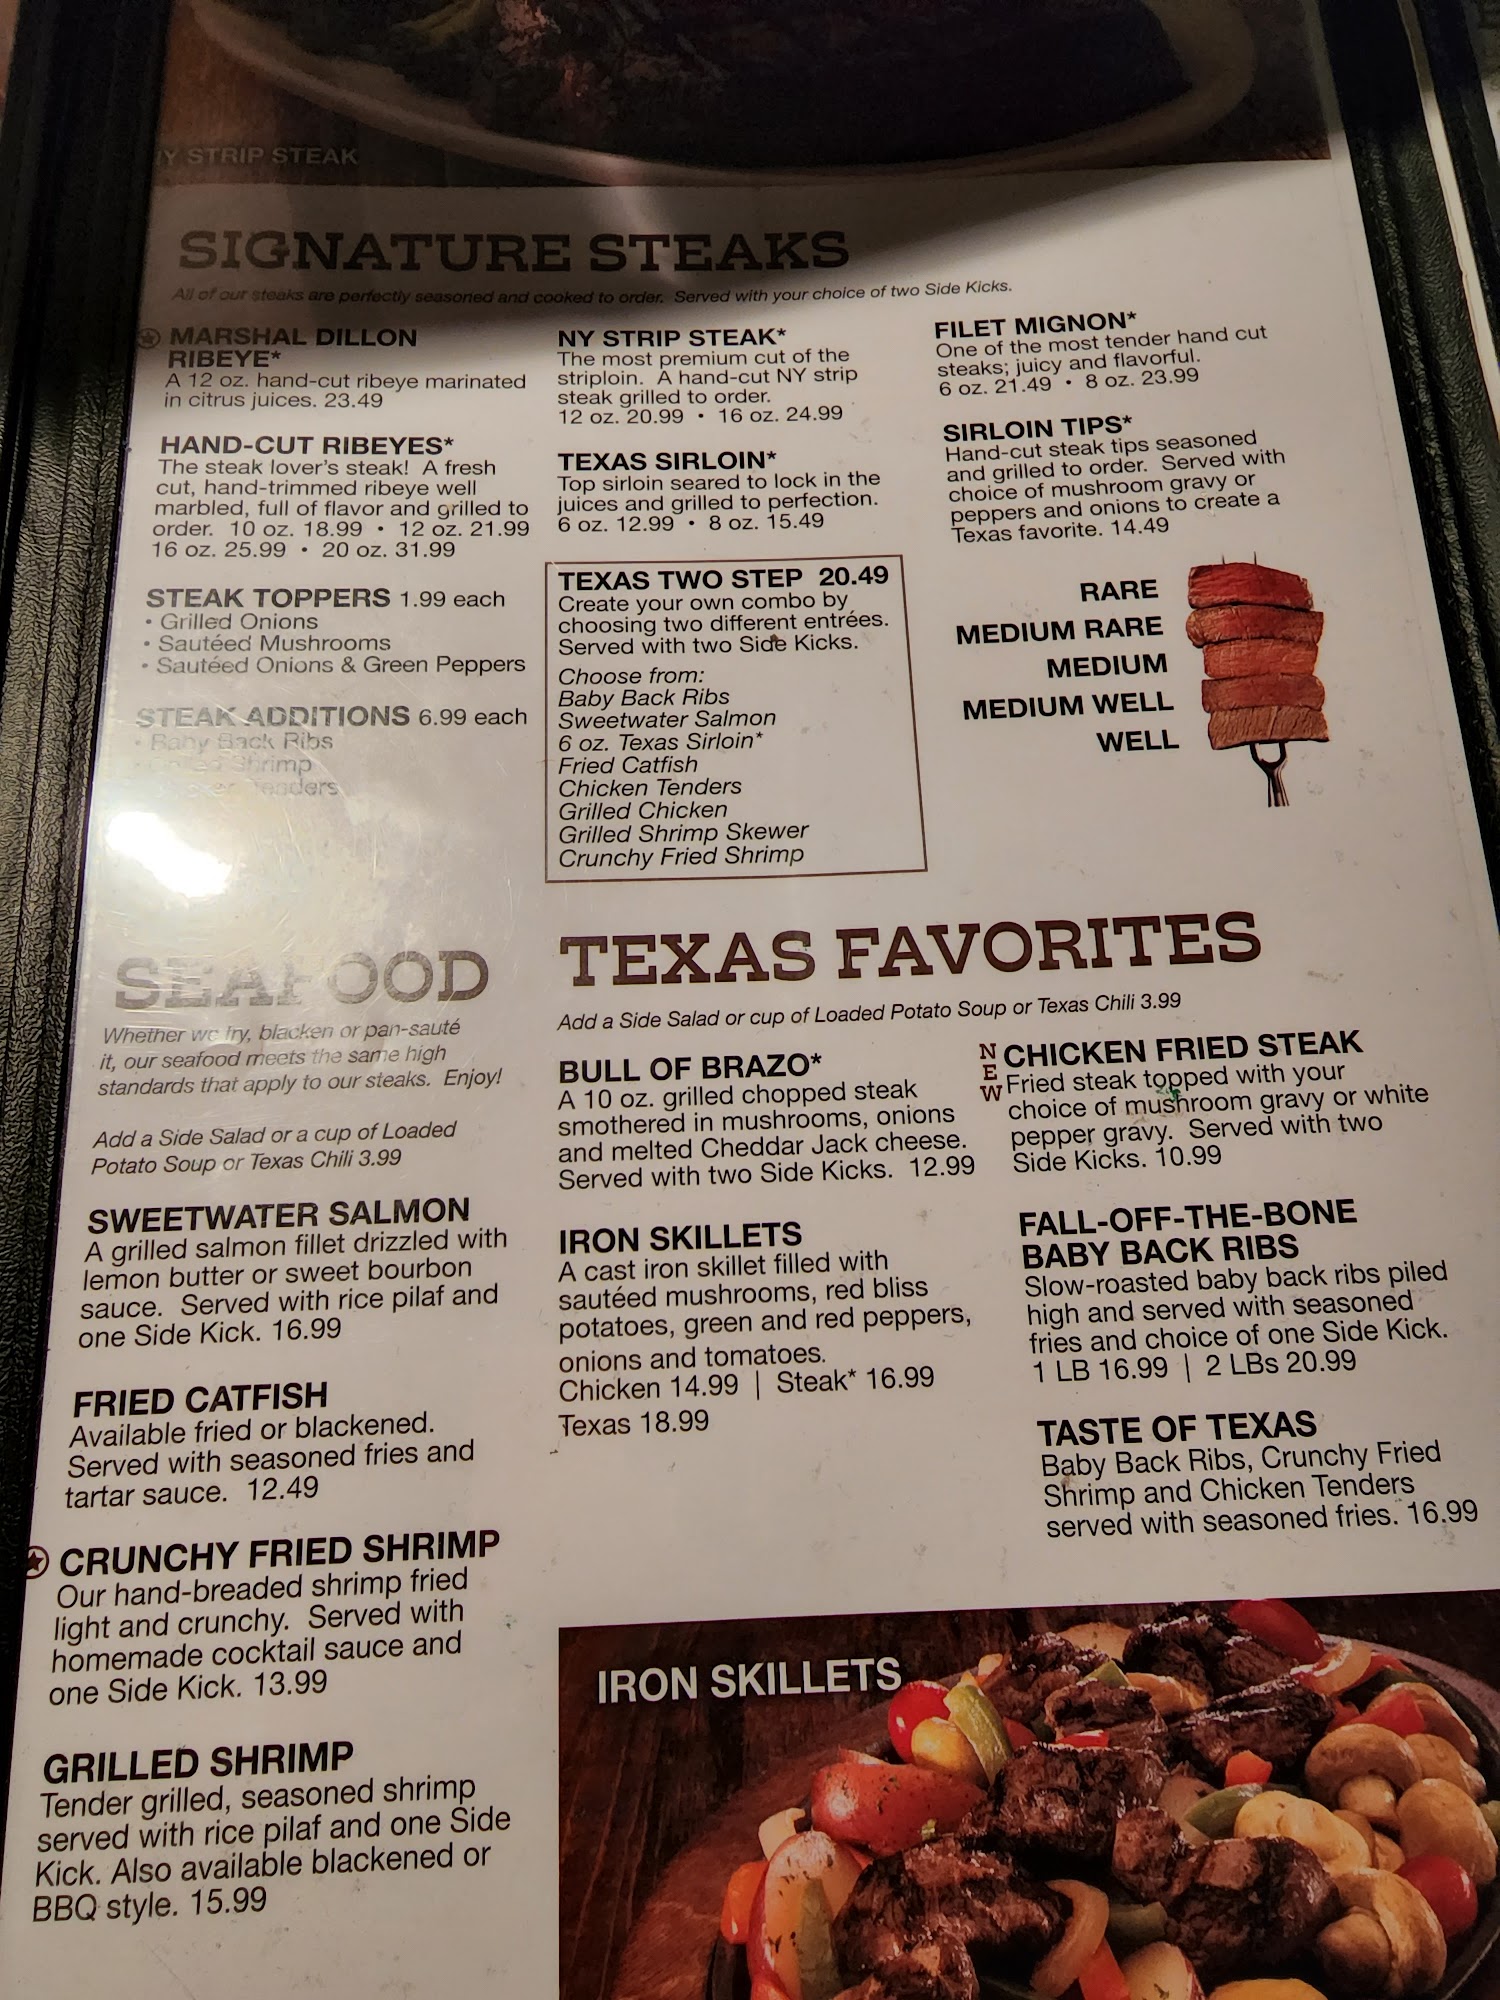 NY STRIP STEAK
SIGNATURE STEAKS
All of our steaks are perfectly seasoned and cooked to order. Served with your choice of two Side Kicks.
MARSHAL DILLON
RIBEYE*
A 12 oz. hand-cut ribeye marinated
in citrus juices. 23.49
HAND-CUT RIBEYES*
The steak lover's steak! A fresh
cut, hand-trimmed ribeye well
marbled, full of flavor and grilled to
order. 10 oz. 18.99 • 12 oz. 21.99
16 oz. 25.99 • 20 oz. 31.99
STEAK TOPPERS 1.99 each
• Grilled Onions
• Sautéed Mushrooms
• Sautéed Onions & Green Peppers
STEAK ADDITIONS 6.99 each
• Baby Back Ribs
• Grilled Shrimp
• Chicken Tenders
NY STRIP STEAK*
The most premium cut of the
striploin. A hand-cut NY strip
steak grilled to order.
12 oz. 20.99 • 16 oz. 24.99
TEXAS SIRLOIN*
Top sirloin seared to lock in the
juices and grilled to perfection.
6 oz. 12.99 • 8 oz. 15.49
TEXAS TWO STEP 20.49
Create your own combo by
choosing two different entrées.
Served with two Side Kicks.
Choose from:
Baby Back Ribs
Sweetwater Salmon
6 oz. Texas Sirloin*
Fried Catfish
Chicken Tenders
Grilled Chicken
Grilled Shrimp Skewer
Crunchy Fried Shrimp
FILET MIGNON*
One of the most tender hand cut
steaks; juicy and flavorful.
6 oz. 21.49 • 8 oz. 23.99
SIRLOIN TIPS*
Hand-cut steak tips seasoned
and grilled to order. Served with
choice of mushroom gravy or
peppers and onions to create a
Texas favorite. 14.49
RARE
MEDIUM RARE
MEDIUM
MEDIUM WELL
WELL
SEAFOOD
Whether we fry, blacken or pan-sauté
it, our seafood meets the same high
standards that apply to our steaks. Enjoy!
Add a Side Salad or a cup of Loaded
Potato Soup or Texas Chili 3.99
SWEETWATER SALMON
A grilled salmon fillet drizzled with
lemon butter or sweet bourbon
sauce. Served with rice pilaf and
one Side Kick. 16.99
FRIED CATFISH
Available fried or blackened.
Served with seasoned fries and
tartar sauce. 12.49
CRUNCHY FRIED SHRIMP
Our hand-breaded shrimp fried
light and crunchy. Served with
homemade cocktail sauce and
one Side Kick. 13.99
GRILLED SHRIMP
Tender grilled, seasoned shrimp
served with rice pilaf and one Side
Kick. Also available blackened or
BBQ style. 15.99
TEXAS FAVORITES
Add a Side Salad or cup of Loaded Potato Soup or Texas Chili 3.99
BULL OF BRAZO*
A 10 oz. grilled chopped steak
smothered in mushrooms, onions
and melted Cheddar Jack cheese.
Served with two Side Kicks. 12.99
IRON SKILLETS
A cast iron skillet filled with
sautéed mushrooms, red bliss
potatoes, green and red peppers,
onions and tomatoes.
Chicken 14.99 | Steak* 16.99
Texas 18.99
NEW
CHICKEN FRIED STEAK
Fried steak topped with your
choice of mushroom gravy or white
pepper gravy. Served with two
Side Kicks. 10.99
FALL-OFF-THE-BONE
BABY BACK RIBS
Slow-roasted baby back ribs piled
high and served with seasoned
fries and choice of one Side Kick.
1 LB 16.99 | 2 LBs 20.99
TASTE OF TEXAS
Baby Back Ribs, Crunchy Fried
Shrimp and Chicken Tenders
served with seasoned fries. 16.99
IRON SKILLETS